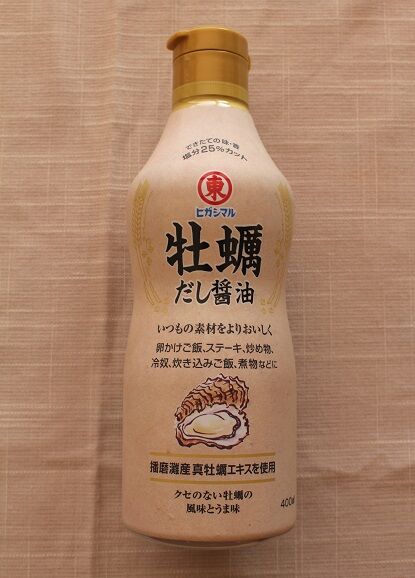 できたての味・香
塩分25%カット
東
ヒガシマル
牡蠣
だし醤油
いつもの素材をよりおいしく
卵かけご飯、ステーキ、炒め物、
冷奴、炊き込みご飯、煮物などに
播磨灘産真牡蠣エキスを使用
クセのない牡蠣の
風味とうま味
400ml